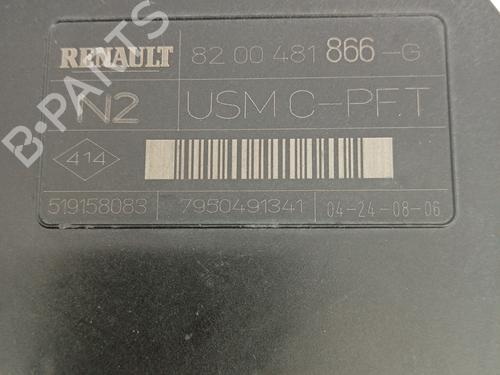 RENAULT 82 00 481 866-G
N2 USM C-PF.T
414
519158083 7950491341 04-24-08-06
B-PARTS